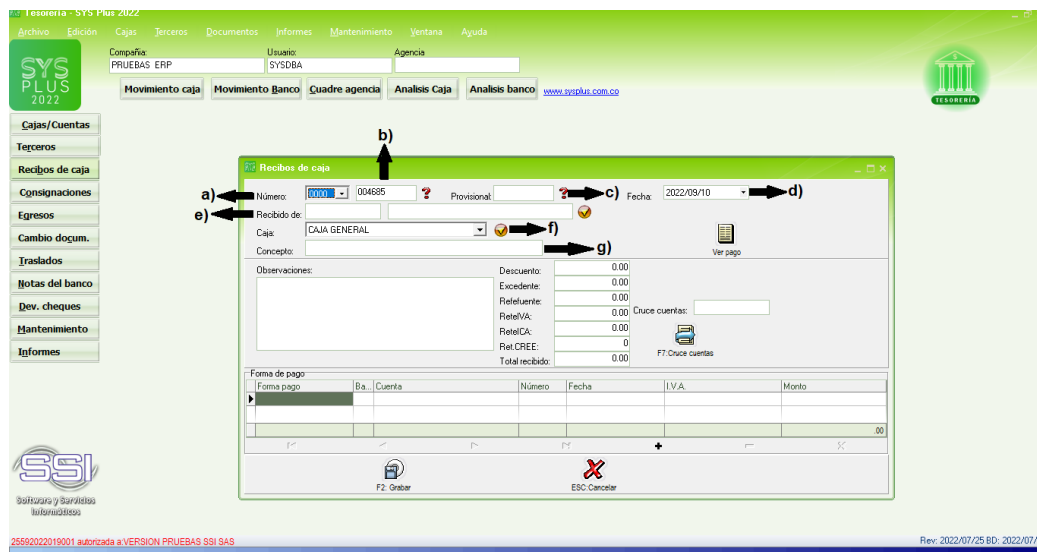 Tesorería - SYS Plus 2022
Archivo Edición Cajas Terceros Documentos Informes Mantenimiento Ventana Ayuda
Compañia: Usuario: Agencia
PRUEBAS ERP SYSDBA
SYS
PLUS
2022
Movimiento caja Movimiento Banco Cuadre agencia Analisis Caja Analisis banco www.sysplus.com.co
TESORERÍA
Cajas/Cuentas
Terceros
Recibos de caja
Consignaciones
Egresos
Cambio docum.
Traslados
Notas del banco
Dev. cheques
Mantenimiento
Informes
b)
Recibos de caja
a) Número: 0000 004685 ? Provisional: ? c) Fecha: 2022/09/10 d)
e) Recibido de:
Caja: CAJA GENERAL f)
Concepto: g)
Ver pago
Observaciones:
Descuento: 0.00
Excedente: 0.00
Refefuente: 0.00
ReteIVA: 0.00 Cruce cuentas:
ReteICA: 0.00
Ret.CREE: 0
Total recibido: 0.00
F7:Cruce cuentas
Forma de pago
Forma pago Ba... Cuenta Número Fecha I.V.A. Monto
.00
F2: Grabar ESC:Cancelar
SSI
Software y Servicios
Informáticos
25592022019001 autorizada a:VERSION PRUEBAS SSI SAS
Rev: 2022/07/25 BD: 2022/07/